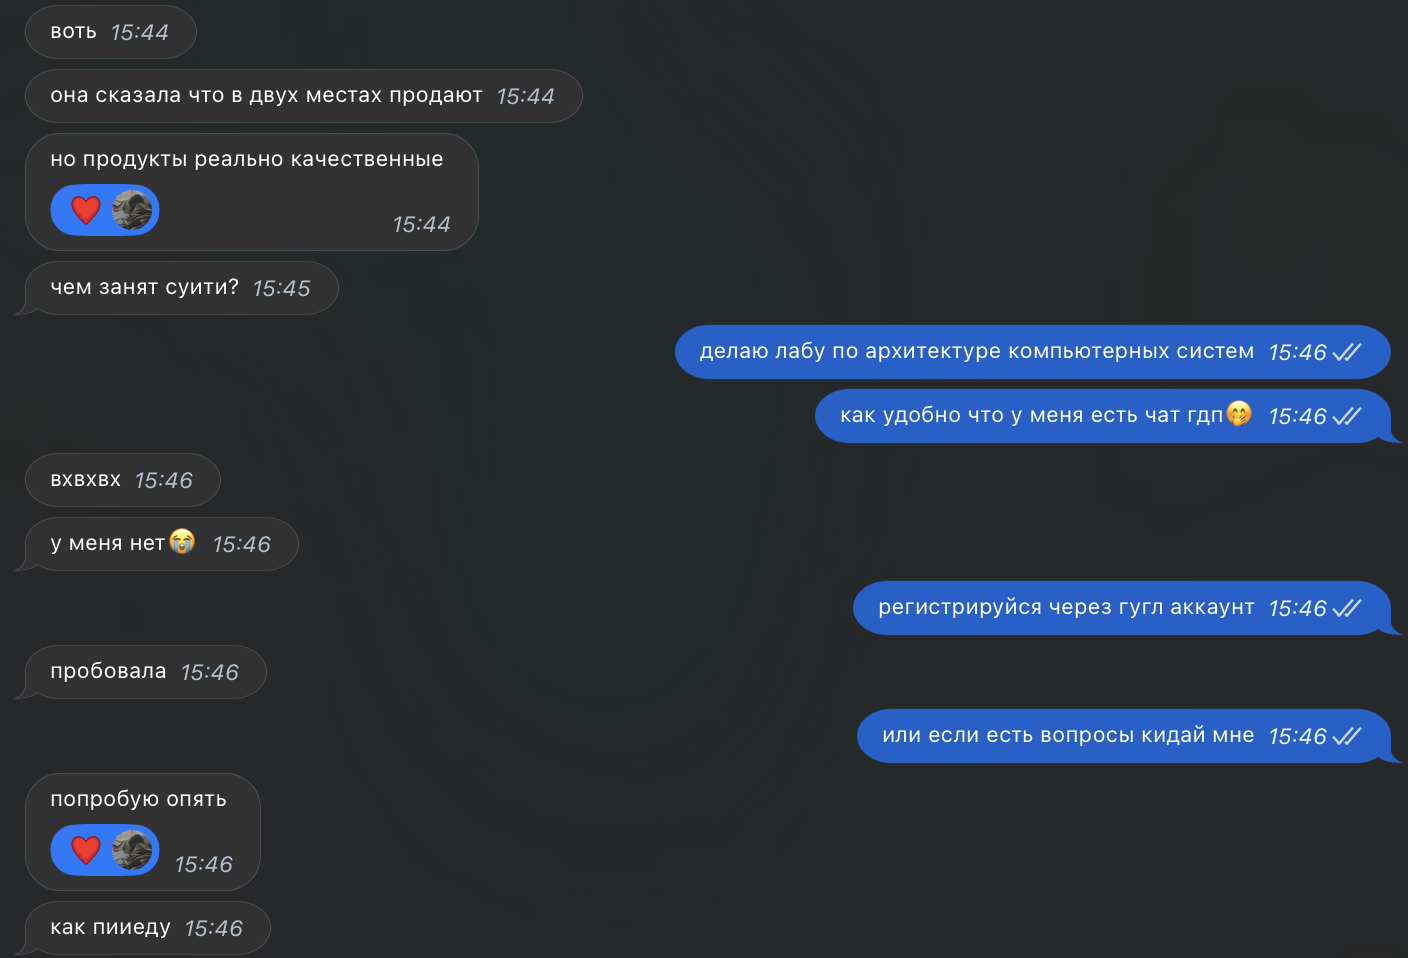 воть 15:44
она сказала что в двух местах продают 15:44
но продукты реально качественные
❤️ 15:44
чем занят суити? 15:45
делаю лабу по архитектуре компьютерных систем 15:46
как удобно что у меня есть чат гдп🤭 15:46
вхвхвх 15:46
у меня нет😭 15:46
регистрируйся через гугл аккаунт 15:46
пробовала 15:46
или если есть вопросы кидай мне 15:46
попробую опять
❤️ 15:46
как пииеду 15:46